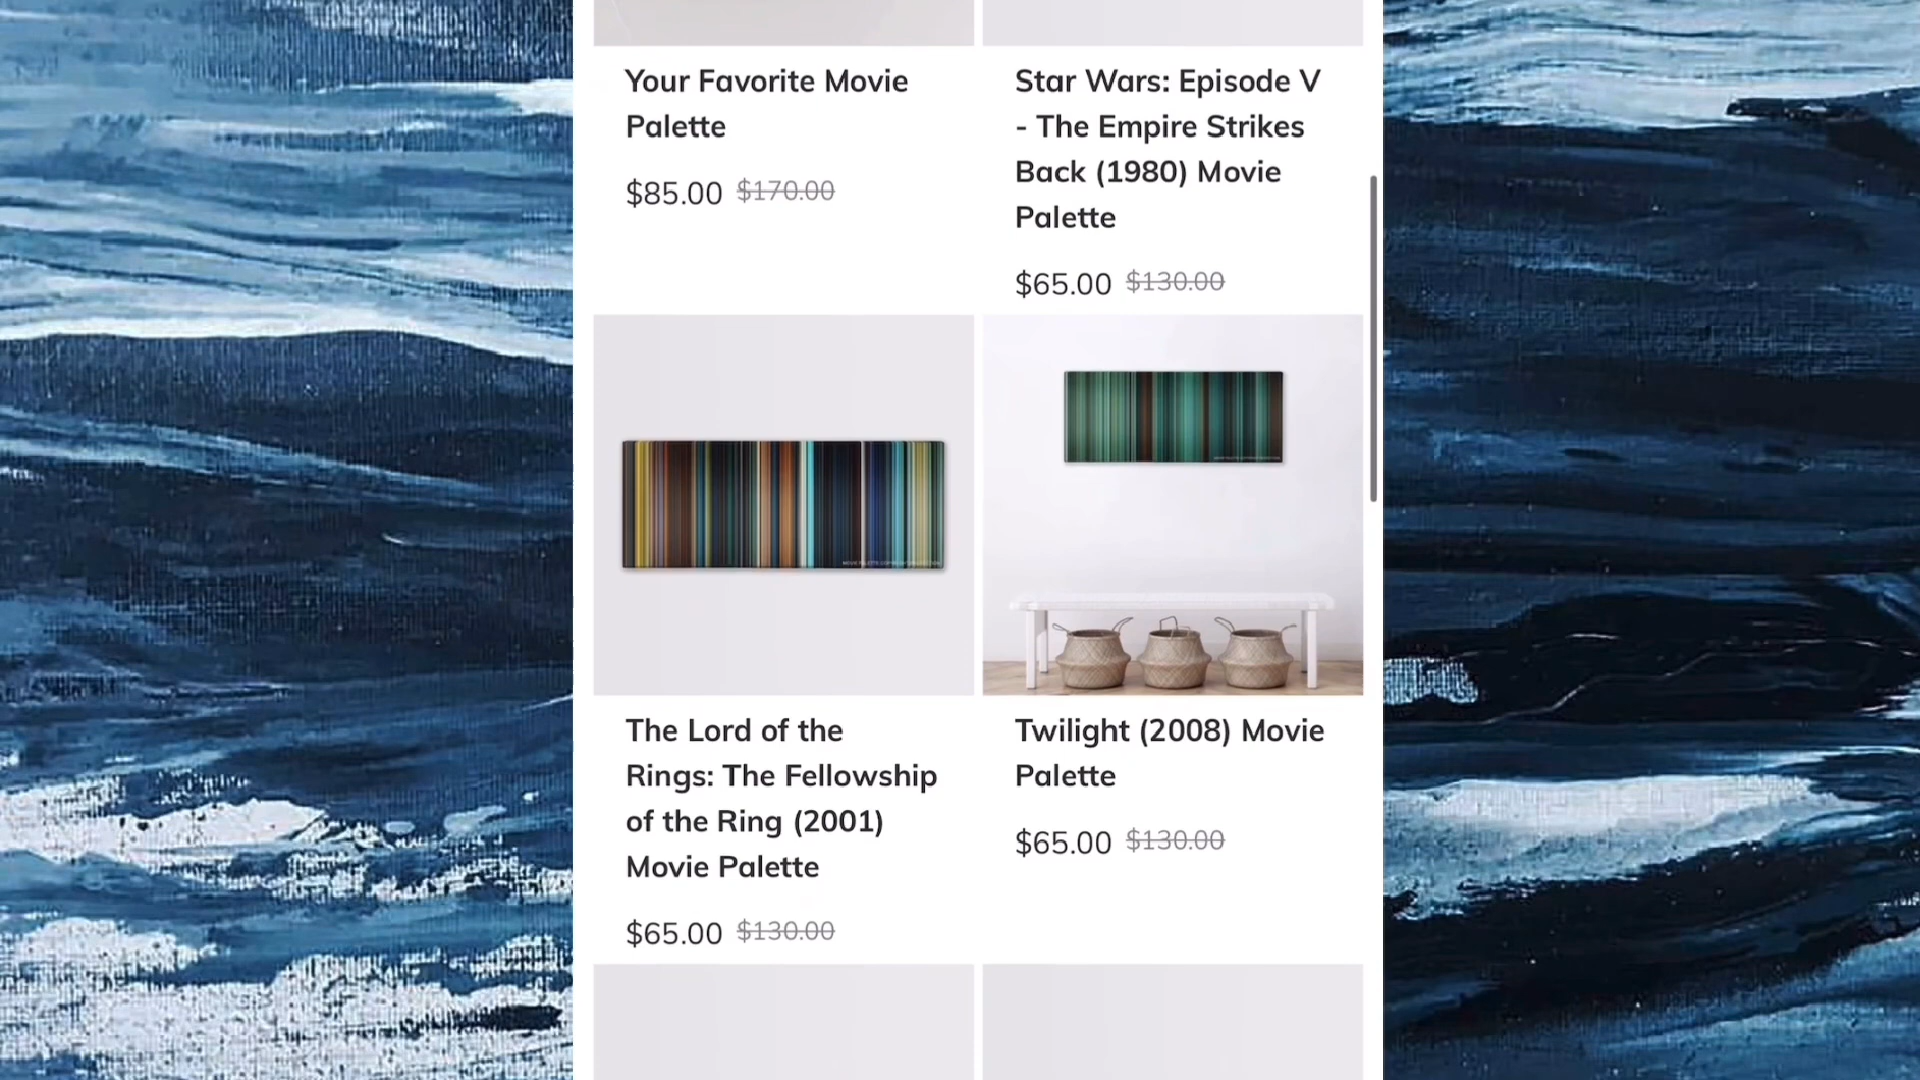 Your Favorite Movie
Palette
$85.00 $170.00
Star Wars: Episode V
- The Empire Strikes
Back (1980) Movie
Palette
$65.00 $130.00
The Lord of the
Rings: The Fellowship
of the Ring (2001)
Movie Palette
$65.00 $130.00
Twilight (2008) Movie
Palette
$65.00 $130.00